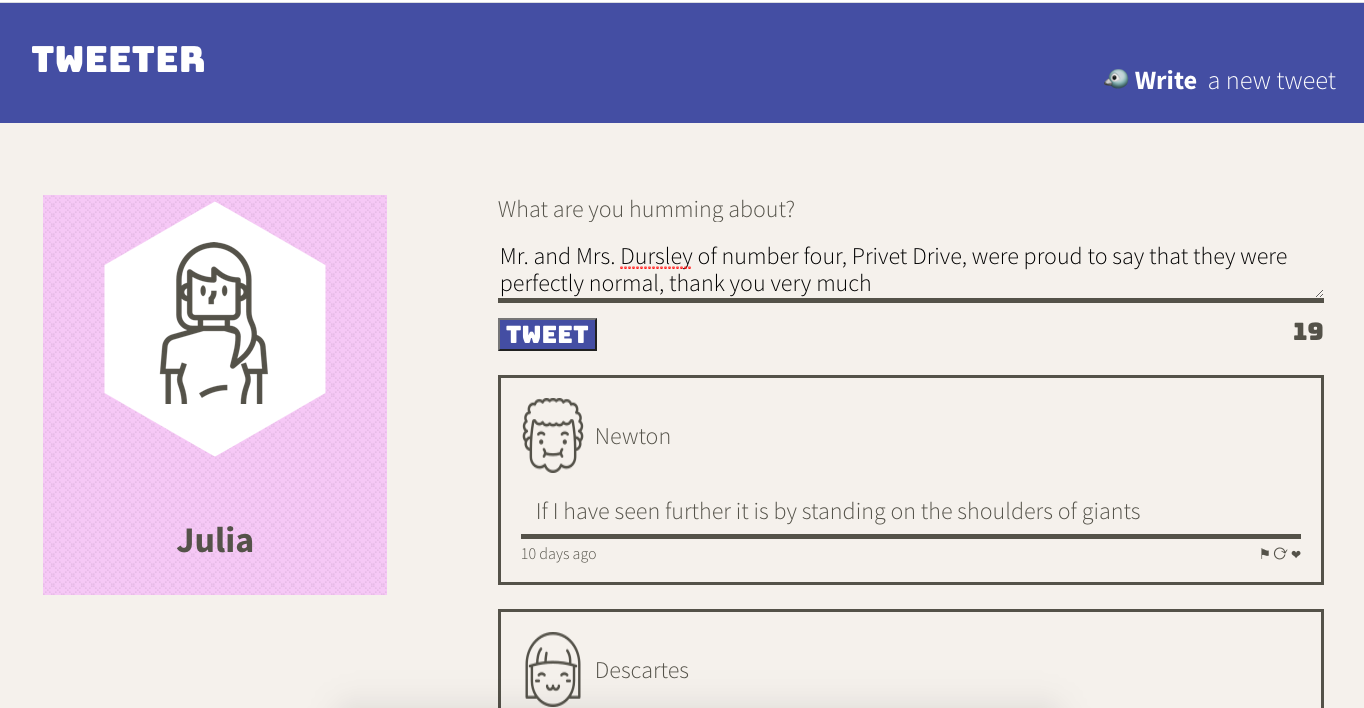 TWEETER
Write a new tweet
What are you humming about?
Mr. and Mrs. Dursley of number four, Privet Drive, were proud to say that they were
perfectly normal, thank you very much
TWEET
19
Julia
Newton
If I have seen further it is by standing on the shoulders of giants
10 days ago
Descartes